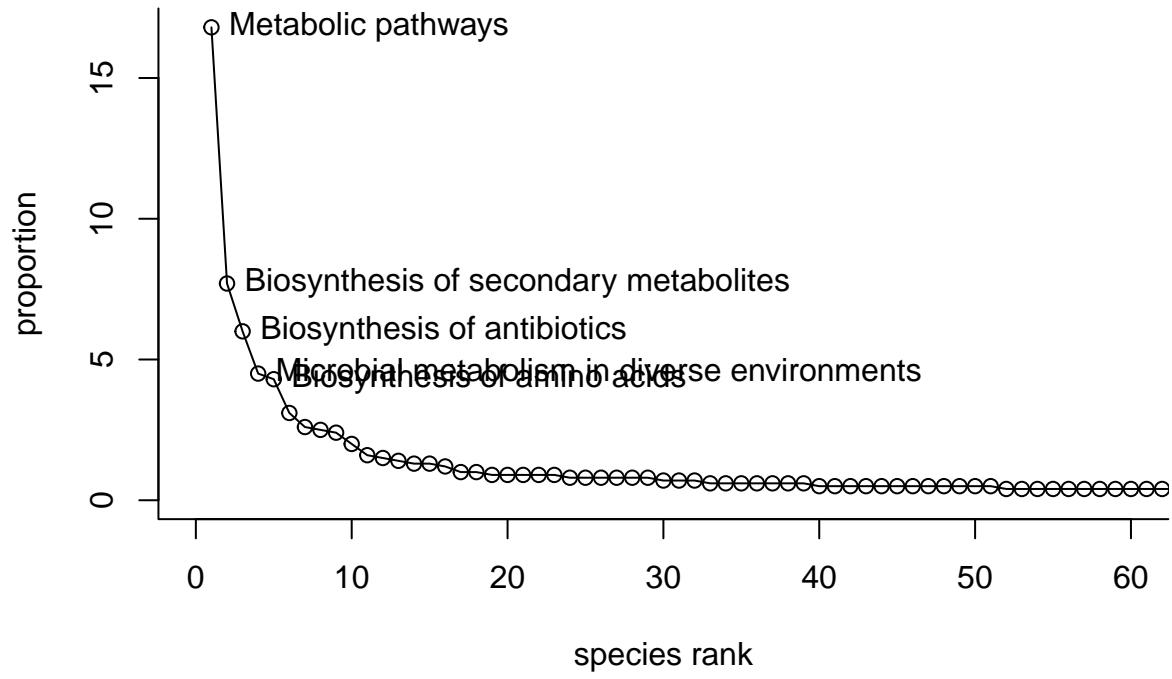 Metabolic pathways
15
10
Biosynthesis of secondary metabolites
proportion
Biosynthesis of antibiotics
5
Microbial metabolism in diverse environments
Biosynthesis of amino acids
0
0 10 20 30 40 50 60
species rank